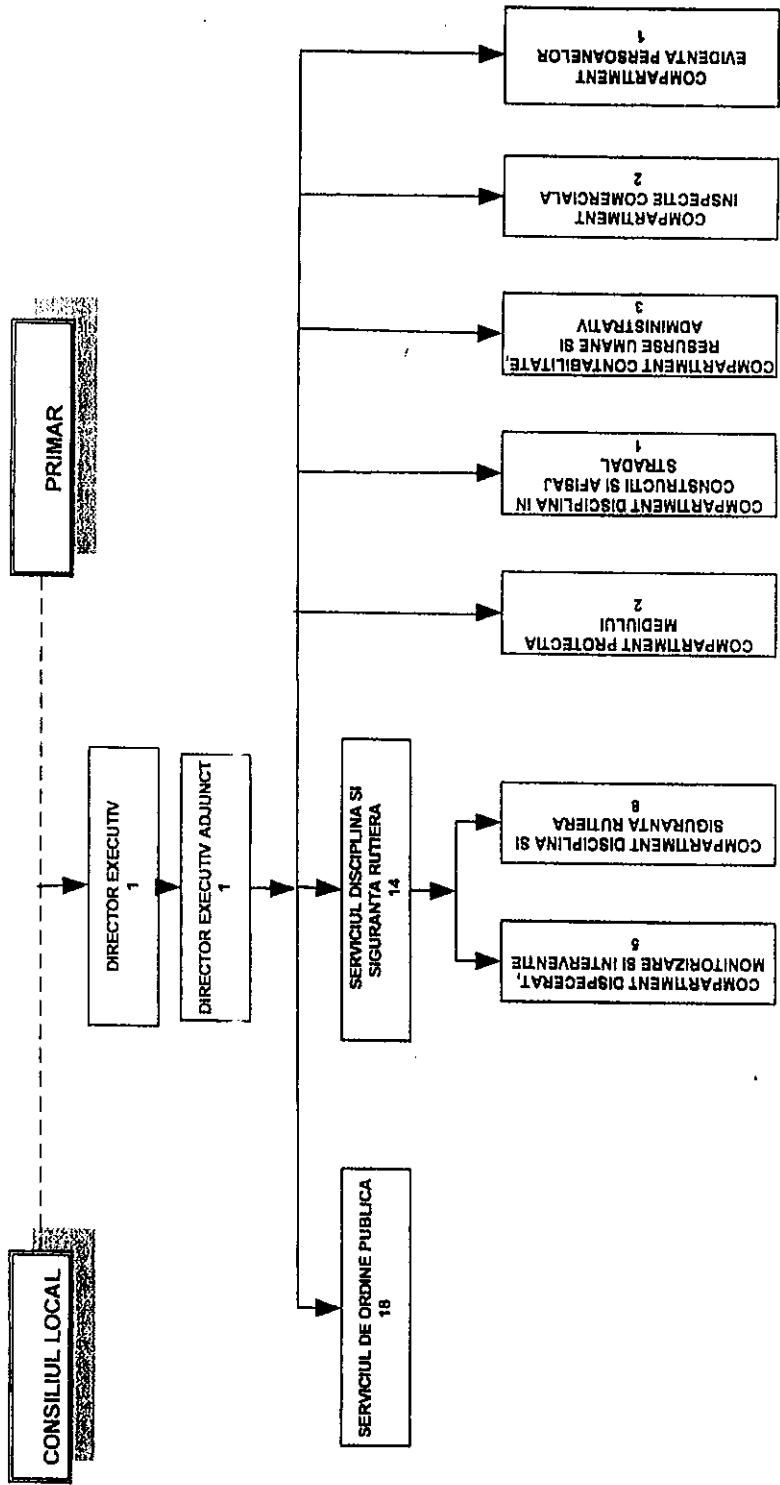 CONSILIUL LOCAL
PRIMAR
DIRECTOR EXECUTIV
1
DIRECTOR EXECUTIV ADJUNCT
1
SERVICIUL DE ORDINE PUBLICA
18
SERVICIUL DISCIPLINA SI
SIGURANTA RUTIERA
14
COMPARTIMENT DISPECERAT,
MONITORIZARE SI INTERVENTIE
5
COMPARTIMENT DISCIPLINA SI
SIGURANTA RUTIERA
8
COMPARTIMENT PROTECTIA
MEDIULUI
2
COMPARTIMENT DISCIPLINA IN
CONSTRUCTII SI AFISAJ
STRADAL
1
COMPARTIMENT CONTABILITATE,
RESURSE UMANE SI
ADMINISTRATIV
3
COMPARTIMENT
INSPECTIE COMERCIALA
2
COMPARTIMENT
EVIDENTA PERSOANELOR
1